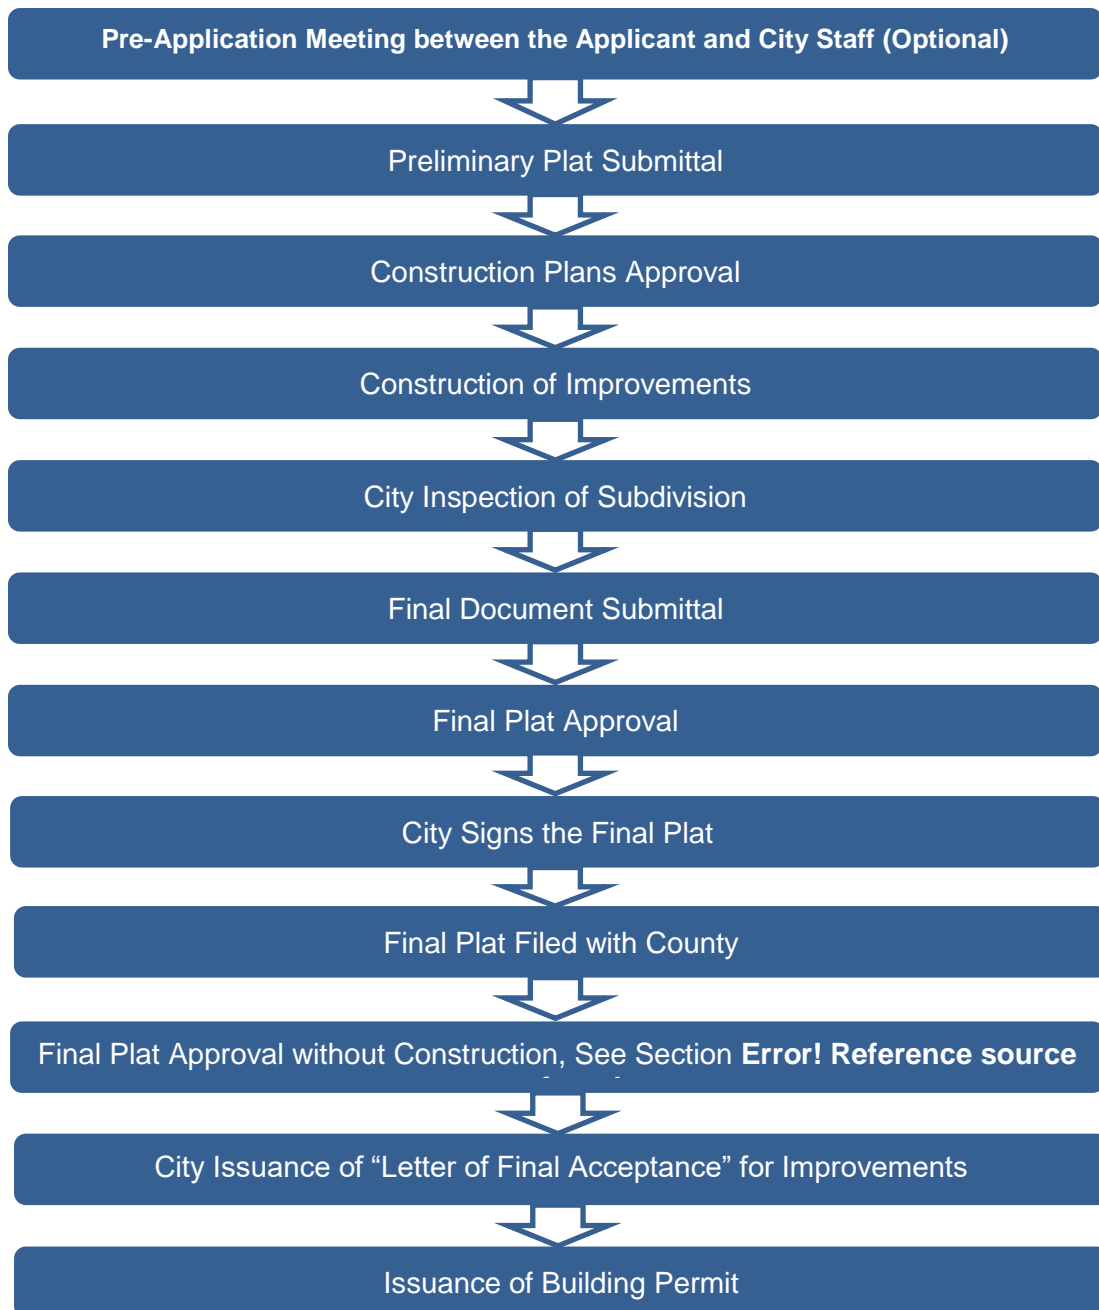 Pre-Application Meeting between the Applicant and City Staff (Optional)
Preliminary Plat Submittal
Construction Plans Approval
Construction of Improvements
City Inspection of Subdivision
Final Document Submittal
Final Plat Approval
City Signs the Final Plat
Final Plat Filed with County
Final Plat Approval without Construction, See Section Error! Reference source
City Issuance of “Letter of Final Acceptance” for Improvements
Issuance of Building Permit